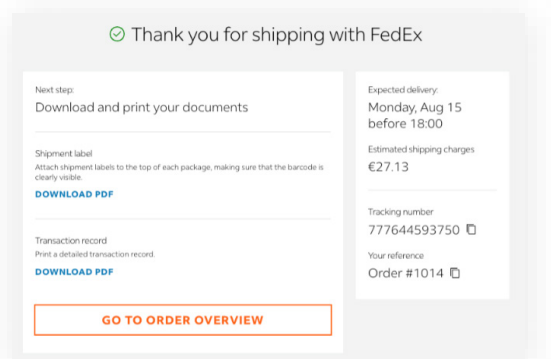 Thank you for shipping with FedEx
Next step:
Download and print your documents
Shipment label
Attach shipment labels to the top of each package, making sure that the barcode is
clearly visible.
DOWNLOAD PDF
Transaction record
Print a detailed transaction record.
DOWNLOAD PDF
GO TO ORDER OVERVIEW
Expected delivery:
Monday, Aug 15
before 18:00
Estimated shipping charges
€27.13
Tracking number
777644593750
Your reference
Order #1014